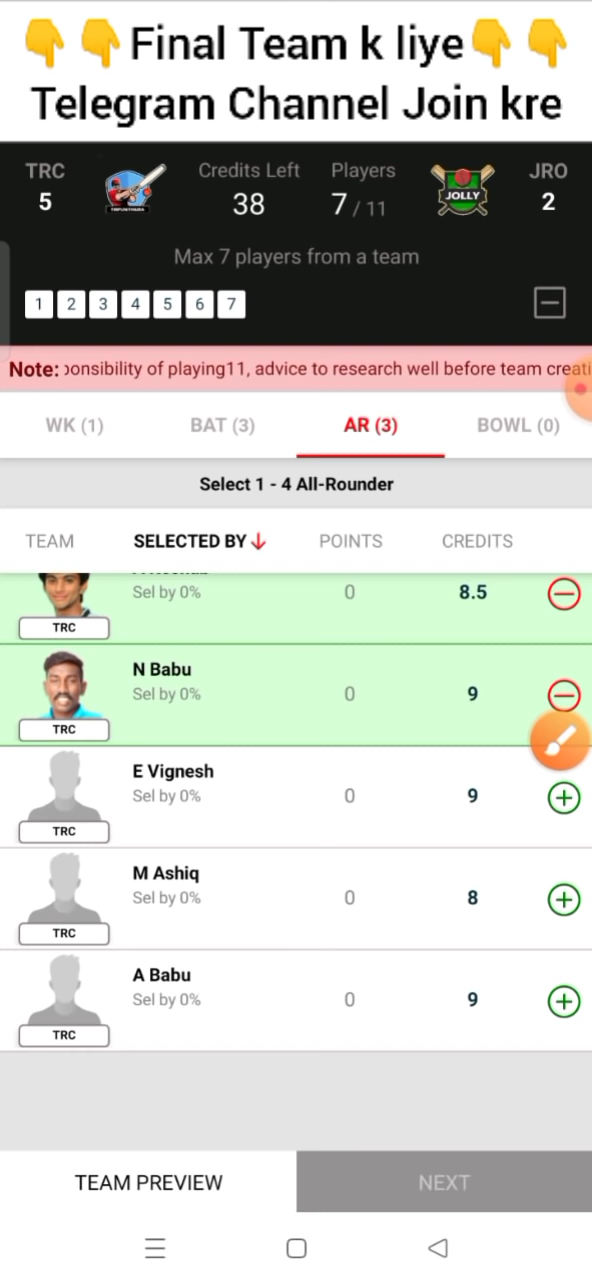 👇👇Final Team k liye👇👇
Telegram Channel Join kre
TRC Credits Left Players JRO
5 38 7 / 11 JOLLY 2
Max 7 players from a team
1 2 3 4 5 6 7
Note: onsibility of playing11, advice to research well before team creati
WK (1) BAT (3) AR (3) BOWL (0)
Select 1 - 4 All-Rounder
TEAM SELECTED BY POINTS CREDITS
Sel by 0% 0 8.5
TRC
N Babu
Sel by 0% 0 9
TRC
E Vignesh
Sel by 0% 0 9
TRC
M Ashiq
Sel by 0% 0 8
TRC
A Babu
Sel by 0% 0 9
TRC
TEAM PREVIEW NEXT